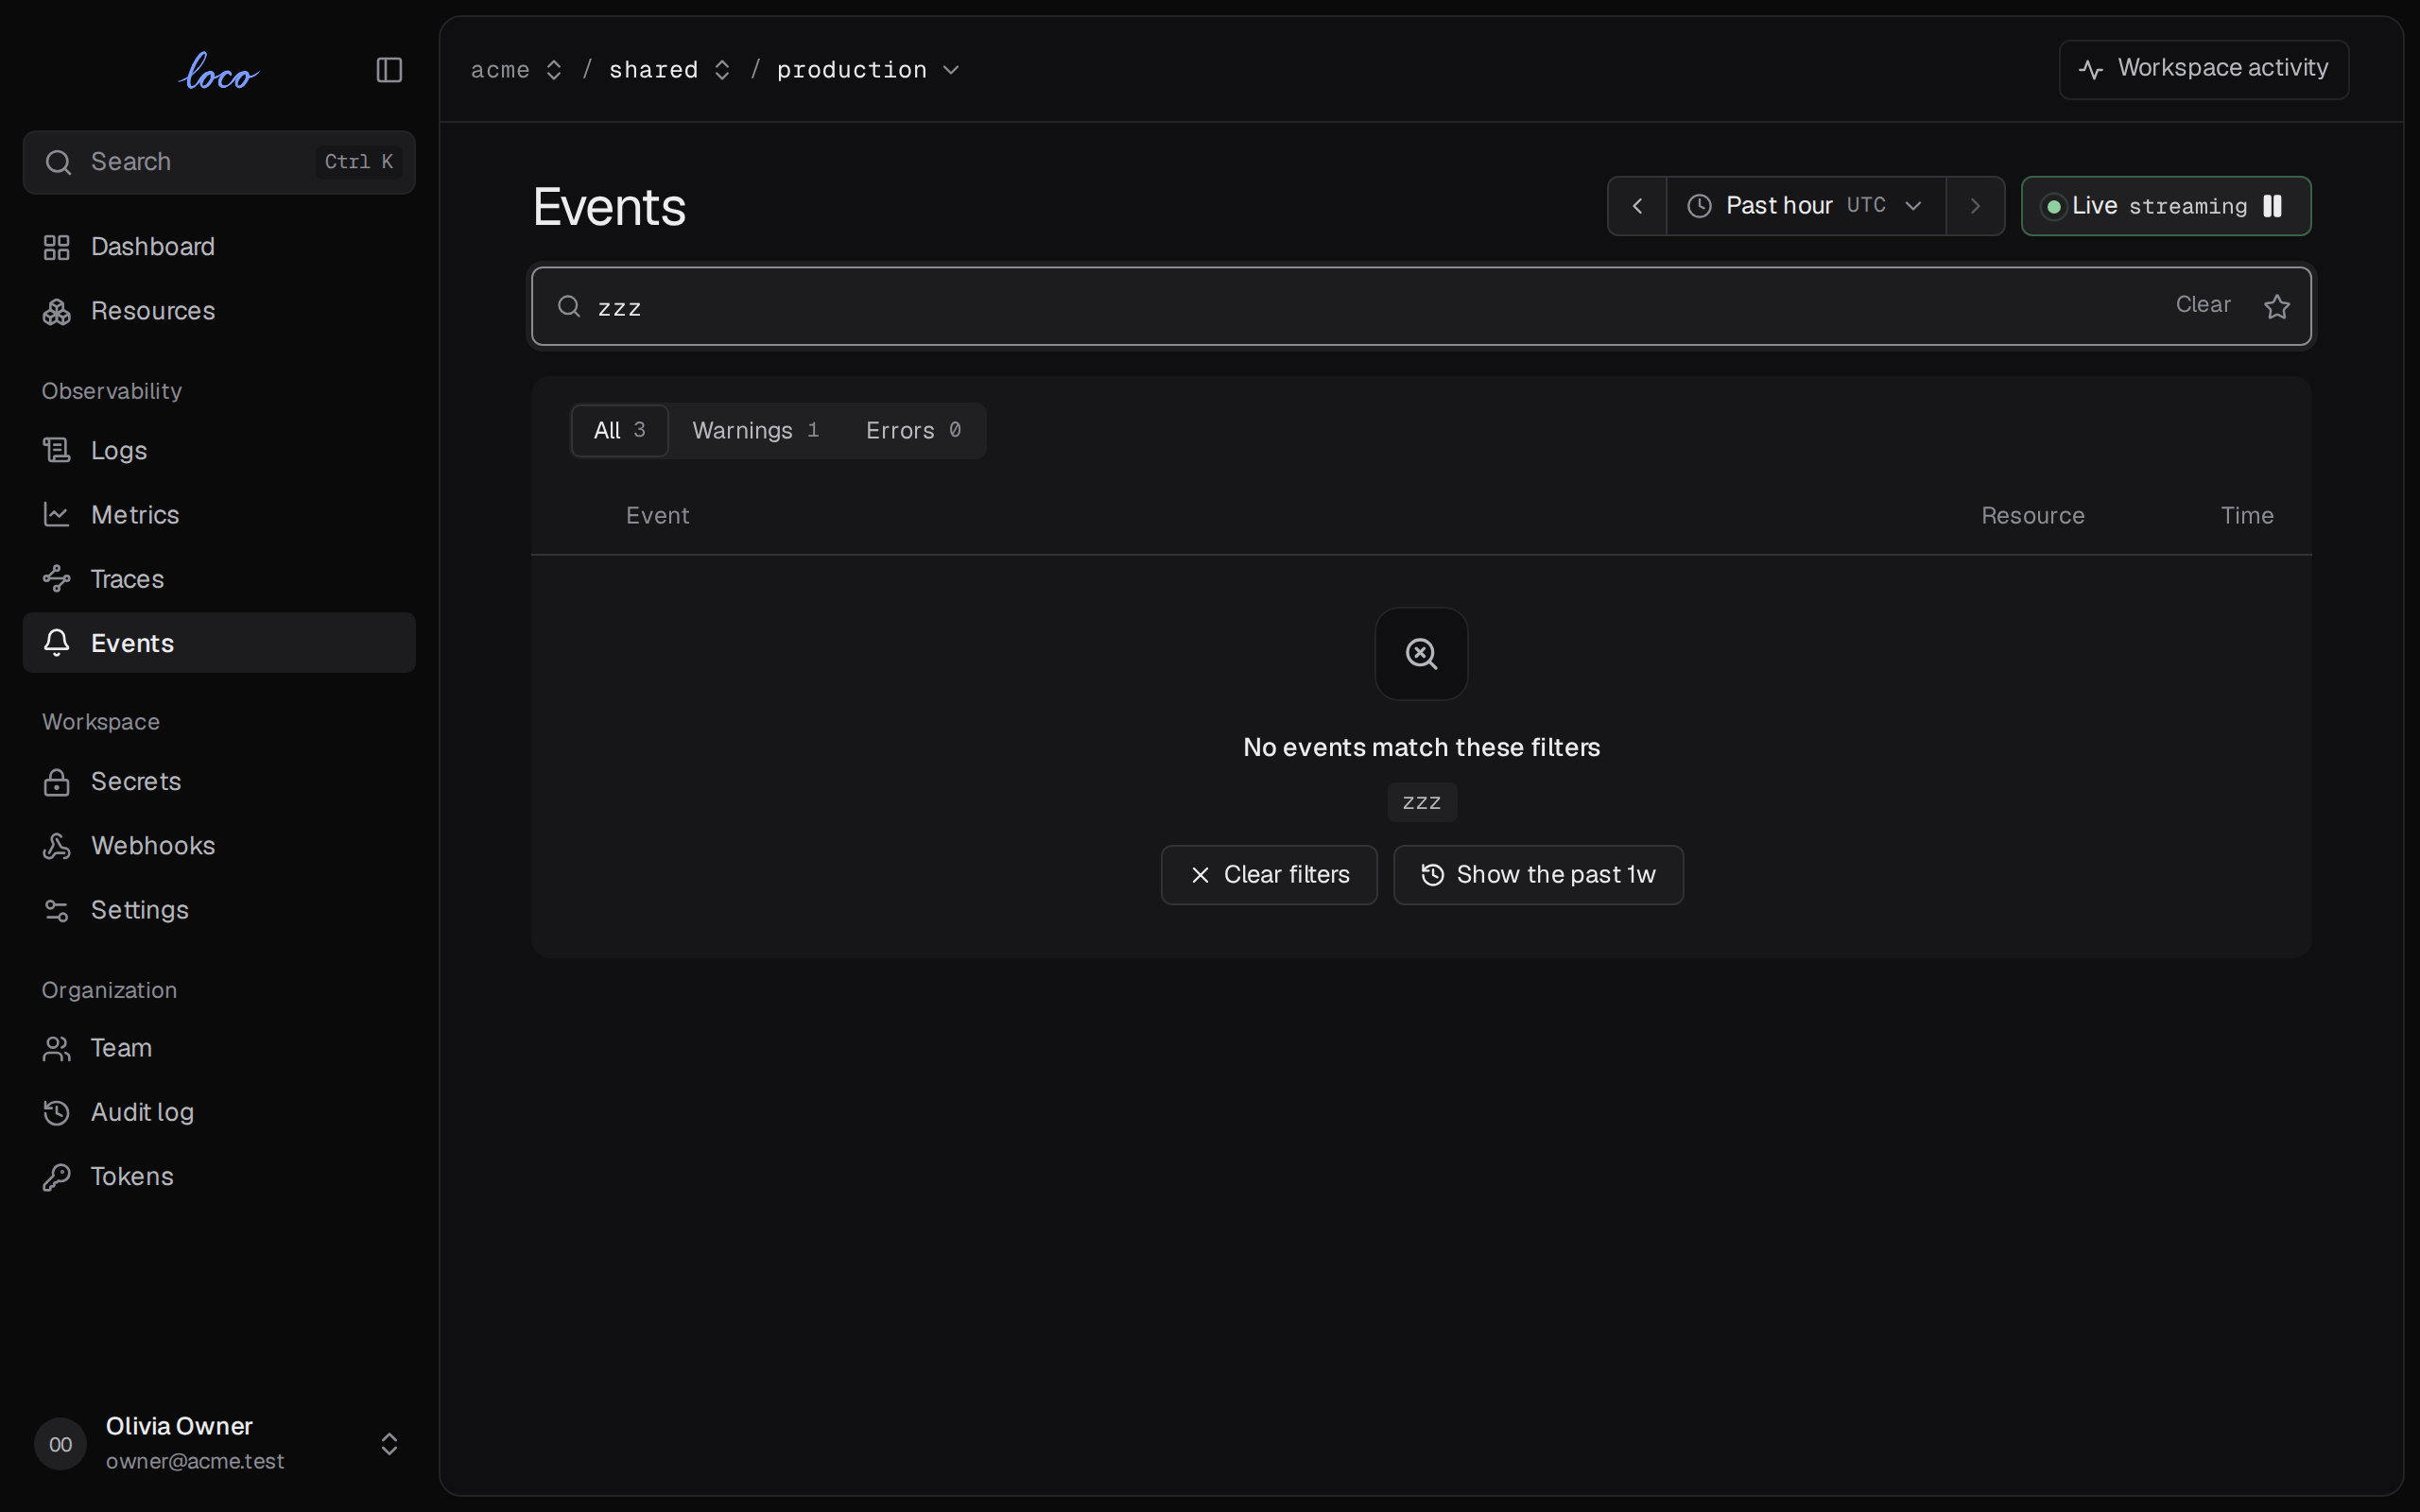 loco
acme / shared / production
Workspace activity
Search Ctrl K
Dashboard
Resources
Observability
Logs
Metrics
Traces
Events
Workspace
Secrets
Webhooks
Settings
Organization
Team
Audit log
Tokens
OO
Olivia Owner
owner@acme.test
Events
Past hour UTC
Live streaming
zzz
Clear
All 3
Warnings 1
Errors 0
Event Resource Time
No events match these filters
zzz
Clear filters
Show the past 1w